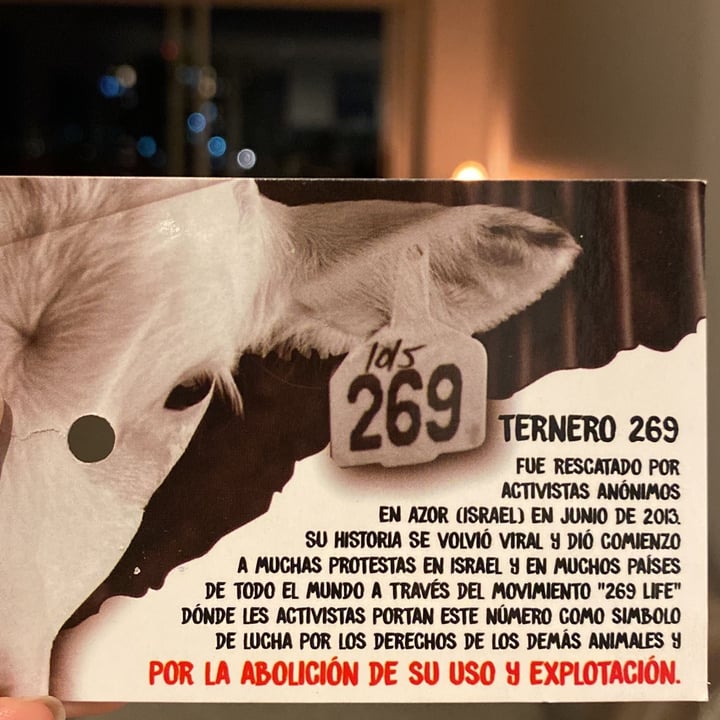 10/5
269
TERNERO 269
FUE RESCATADO POR
ACTIVISTAS ANÓNIMOS
EN AZOR (ISRAEL) EN JUNIO DE 2013.
SU HISTORIA SE VOLVIÓ VIRAL Y DIÓ COMIENZO
A MUCHAS PROTESTAS EN ISRAEL Y EN MUCHOS PAÍSES
DE TODO EL MUNDO A TRAVÉS DEL MOVIMIENTO "269 LIFE"
DÓNDE LES ACTIVISTAS PORTAN ESTE NÚMERO COMO SIMBOLO
DE LUCHA POR LOS DERECHOS DE LOS DEMÁS ANIMALES Y
POR LA ABOLICIÓN DE SU USO Y EXPLOTACIÓN.